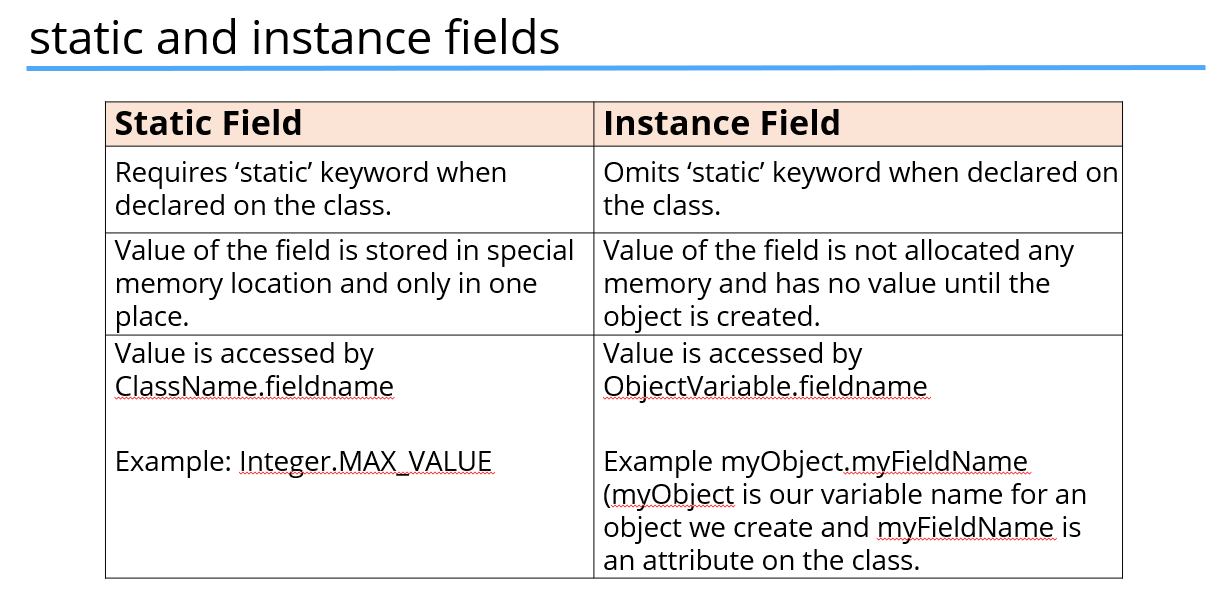 static and instance fields
Static Field
Instance Field
Requires ‘static’ keyword when
declared on the class.
Omits ‘static’ keyword when declared on
the class.
Value of the field is stored in special
memory location and only in one
place.
Value of the field is not allocated any
memory and has no value until the
object is created.
Value is accessed by
ClassName.fieldname
Example: Integer.MAX_VALUE
Value is accessed by
ObjectVariable.fieldname
Example myObject.myFieldName
(myObject is our variable name for an
object we create and myFieldName is
an attribute on the class.